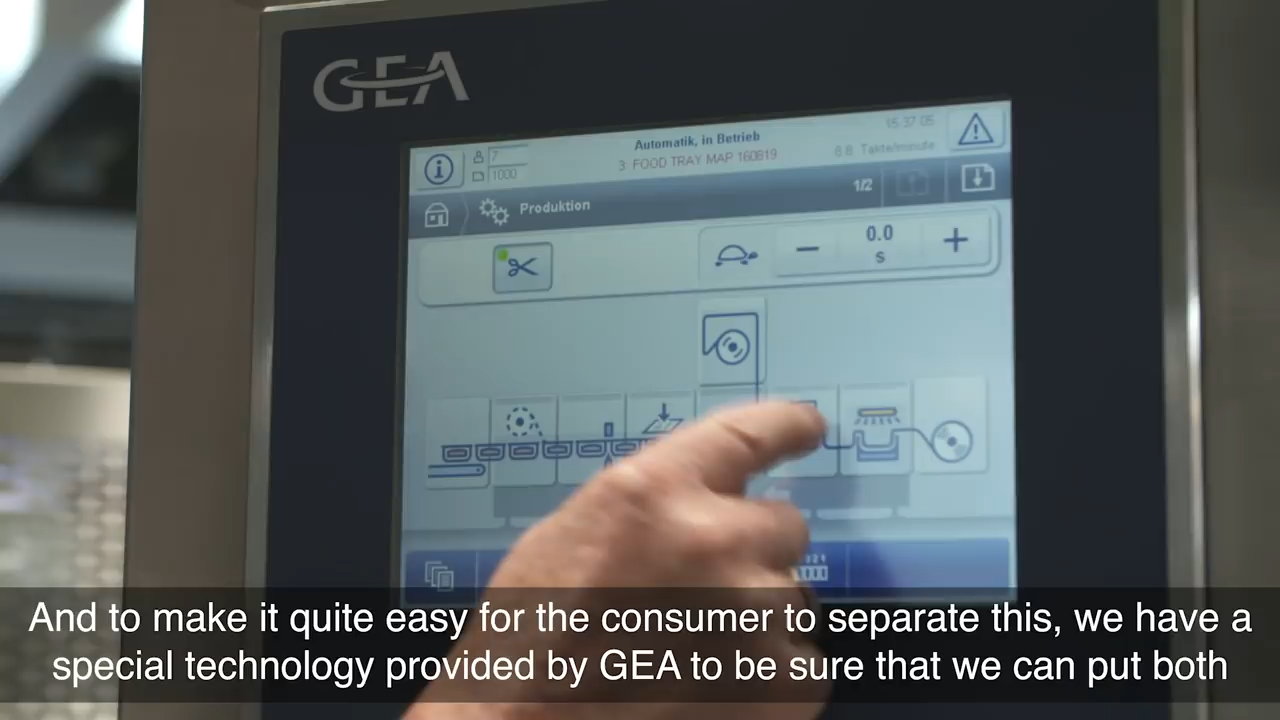 GEA
Automatik, in Betrieb
15:37:05
7
3: FOOD TRAY MAP 160819
6.8 Takte/minute
1000
1/2
Produktion
0.0
s
And to make it quite easy for the consumer to separate this, we have a
special technology provided by GEA to be sure that we can put both